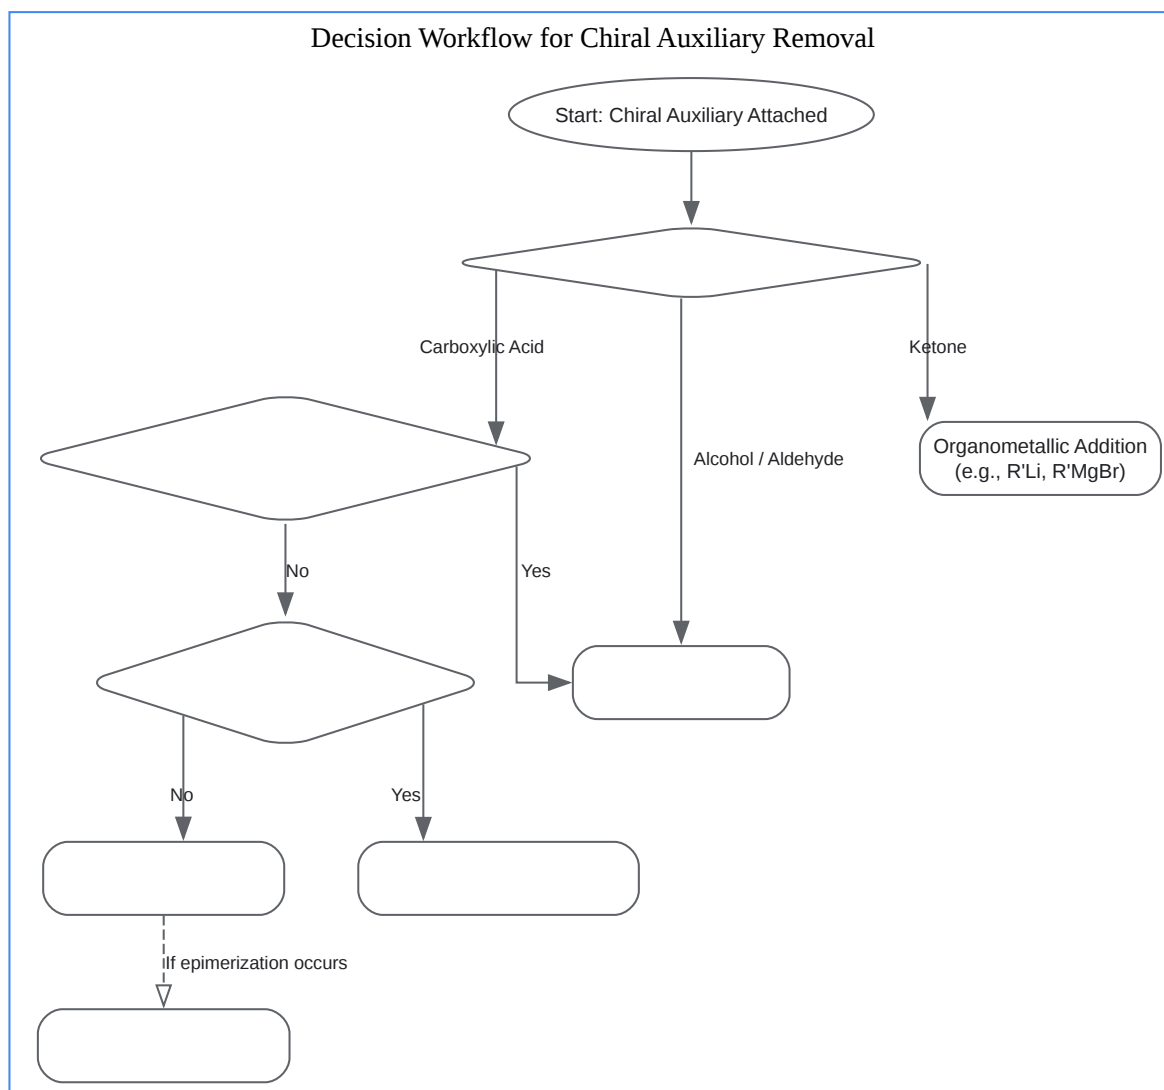 Decision Workflow for Chiral Auxiliary Removal
Start: Chiral Auxiliary Attached
Carboxylic Acid
Ketone
Alcohol / Aldehyde
Organometallic Addition
(e.g., R'Li, R'MgBr)
No
Yes
No
Yes
If epimerization occurs